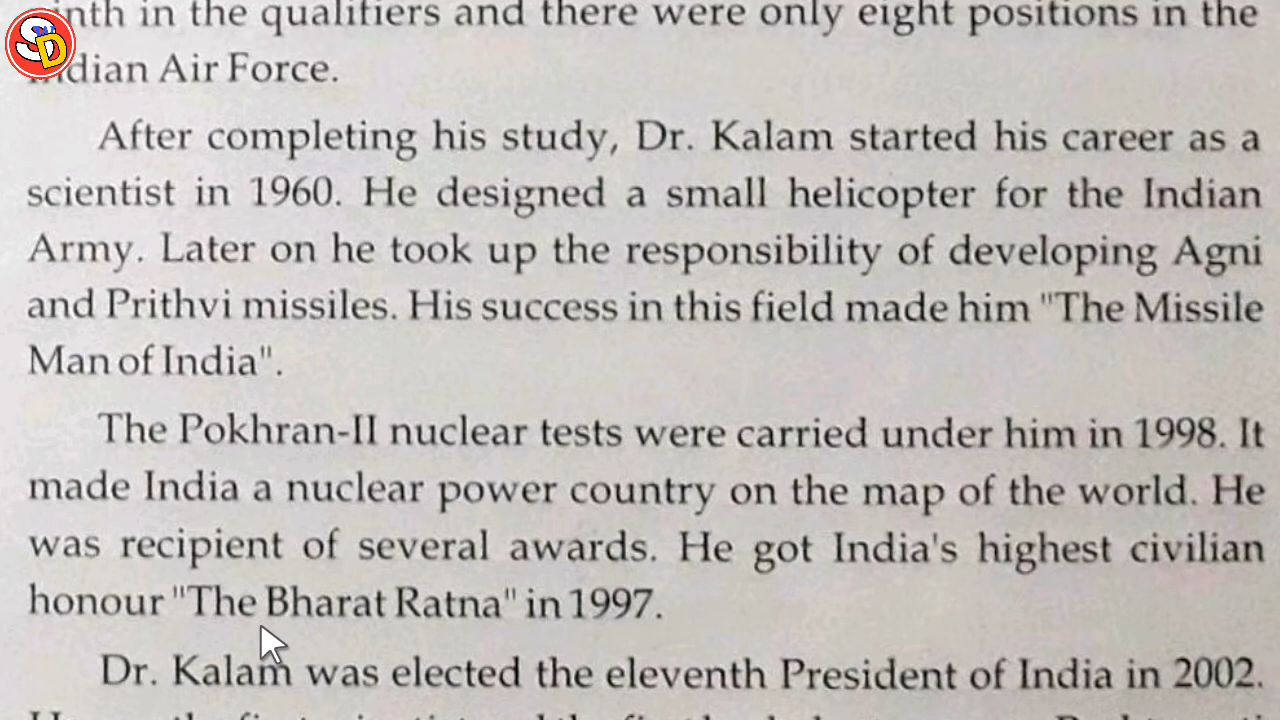 in the qualifiers and there were only eight positions in the
Indian Air Force.
After completing his study, Dr. Kalam started his career as a
scientist in 1960. He designed a small helicopter for the Indian
Army. Later on he took up the responsibility of developing Agni
and Prithvi missiles. His success in this field made him "The Missile
Man of India".
The Pokhran-II nuclear tests were carried under him in 1998. It
made India a nuclear power country on the map of the world. He
was recipient of several awards. He got India's highest civilian
honour "The Bharat Ratna" in 1997.
Dr. Kalam was elected the eleventh President of India in 2002.